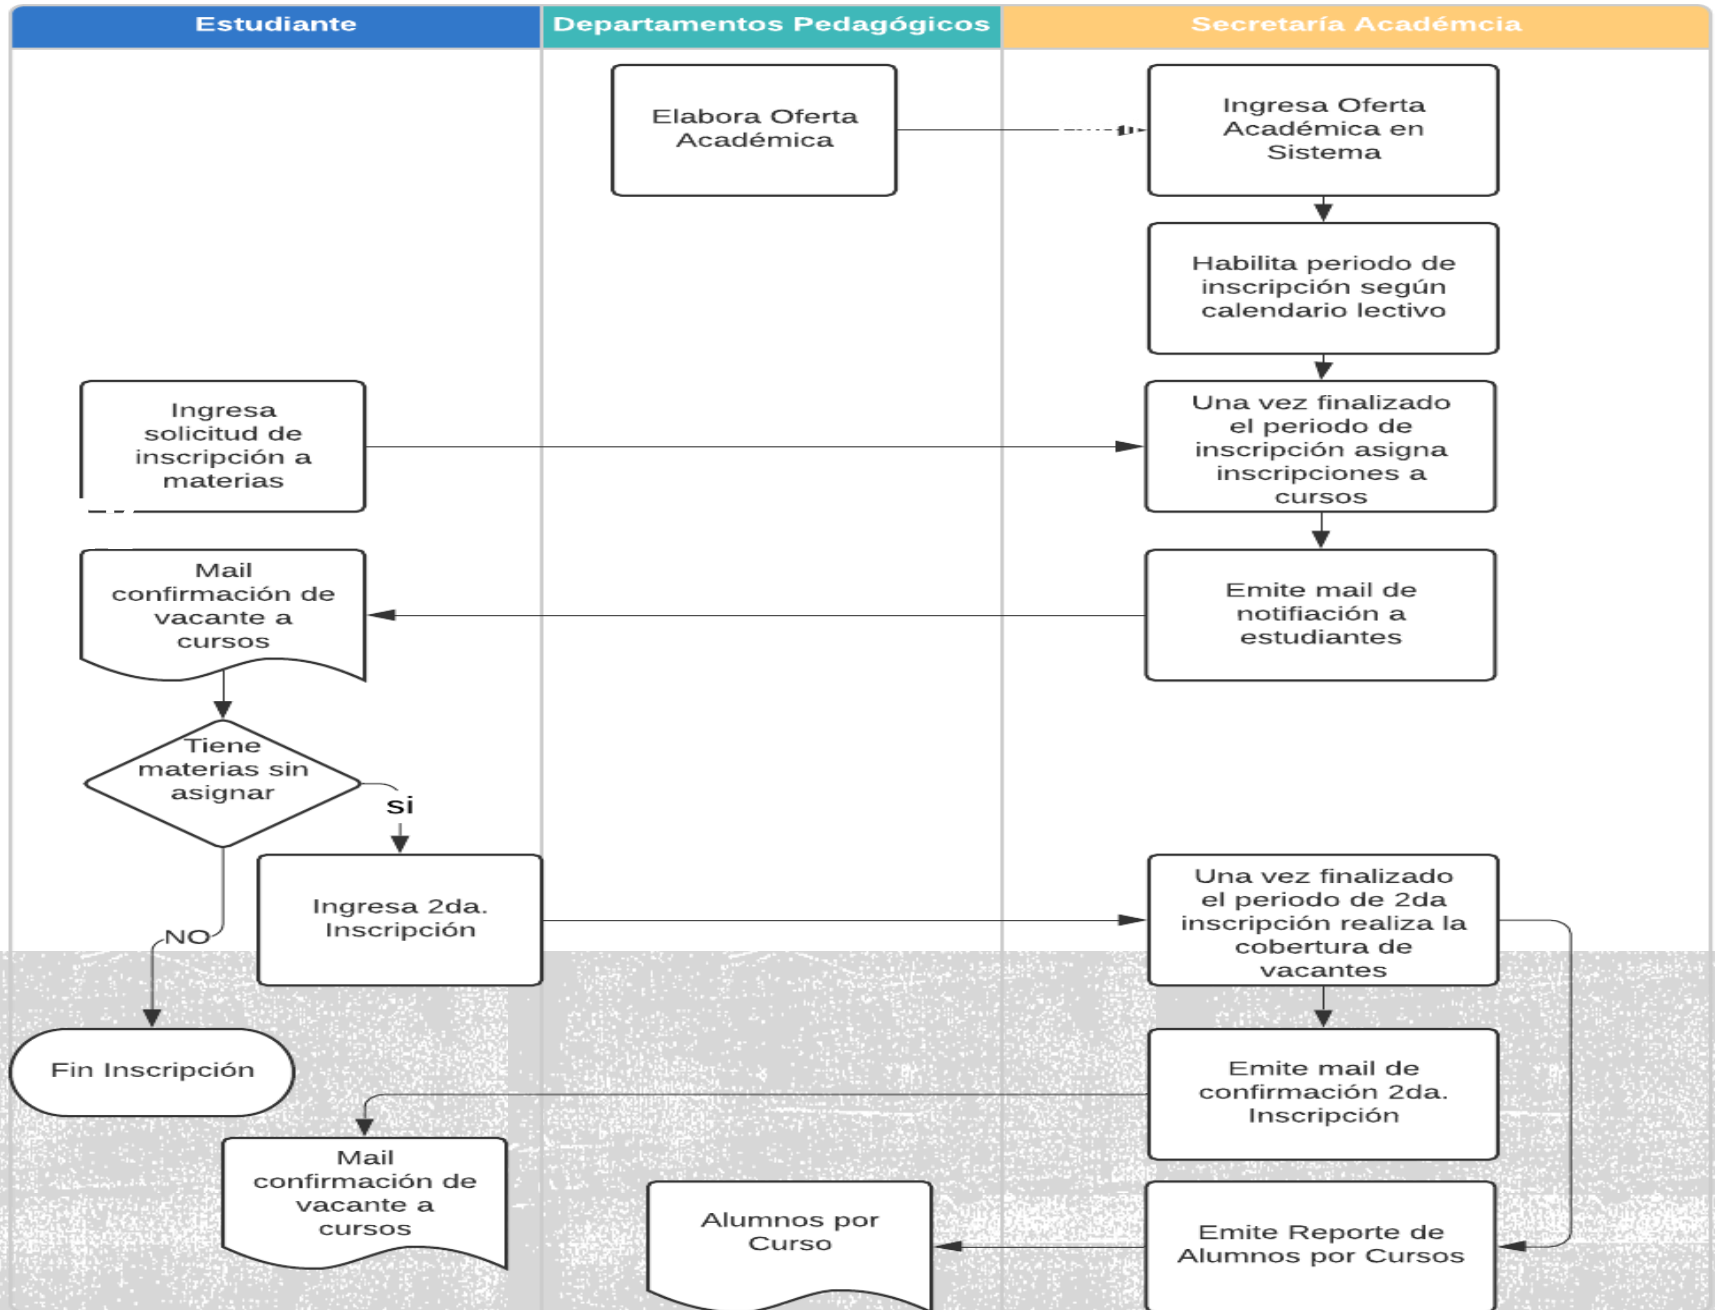 Estudiante
Departamentos Pedagógicos
Secretaría Académcia
Elabora Oferta
Académica
Ingresa Oferta
Académica en
Sistema
Habilita periodo de
inscripción según
calendario lectivo
Ingresa
solicitud de
inscripción a
materias
Una vez finalizado
el periodo de
inscripción asigna
inscripciones a
cursos
Mail
confirmación de
vacante a
cursos
Emite mail de
notifiación a
estudiantes
Tiene
materias sin
asignar
si
NO
Ingresa 2da.
Inscripción
Una vez finalizado
el periodo de 2da
inscripción realiza la
cobertura de
vacantes
Fin Inscripción
Emite mail de
confirmación 2da.
Inscripción
Mail
confirmación de
vacante a
cursos
Alumnos por
Curso
Emite Reporte de
Alumnos por Cursos